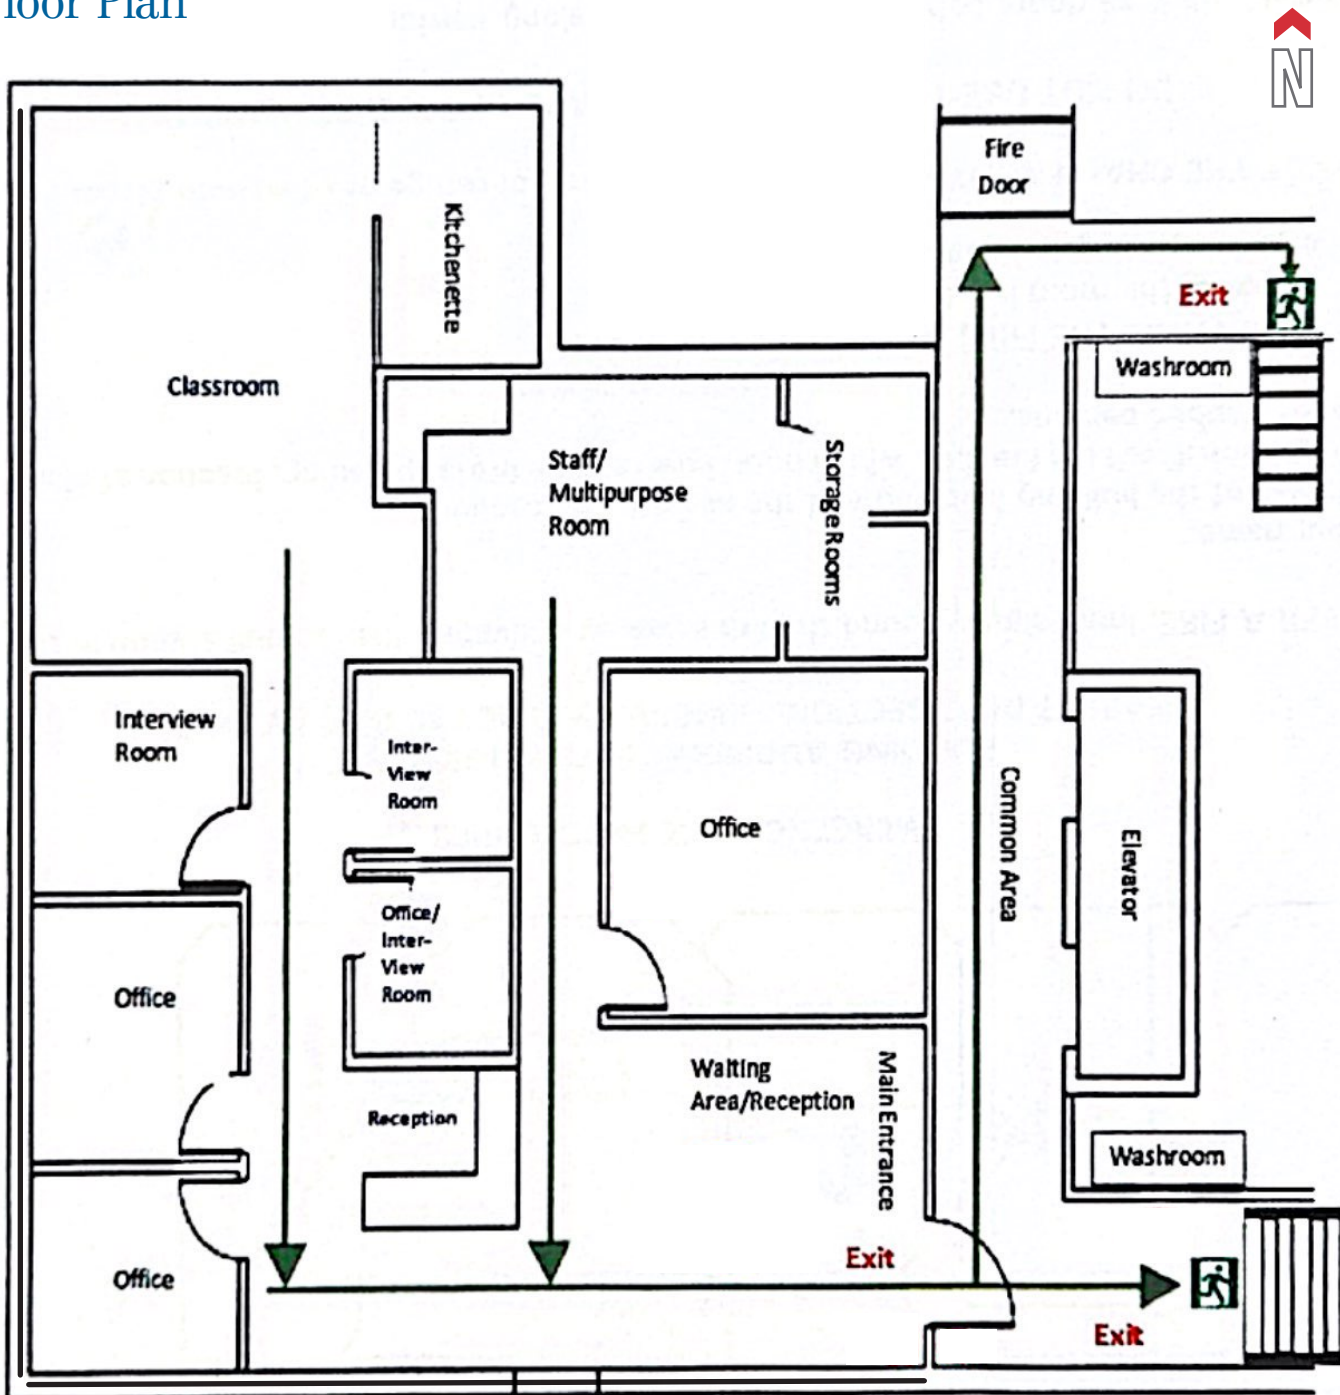 loor Plan
N
Fire
Door
Exit
Kitchenette
Washroom
Classroom
Staff/
Multipurpose
Room
Storage Rooms
Interview
Room
Inter-
View
Room
Office
Common Area
Elevator
Office/
Inter-
View
Room
Office
Waiting
Area/Reception
Main Entrance
Reception
Washroom
Exit
Office
Exit